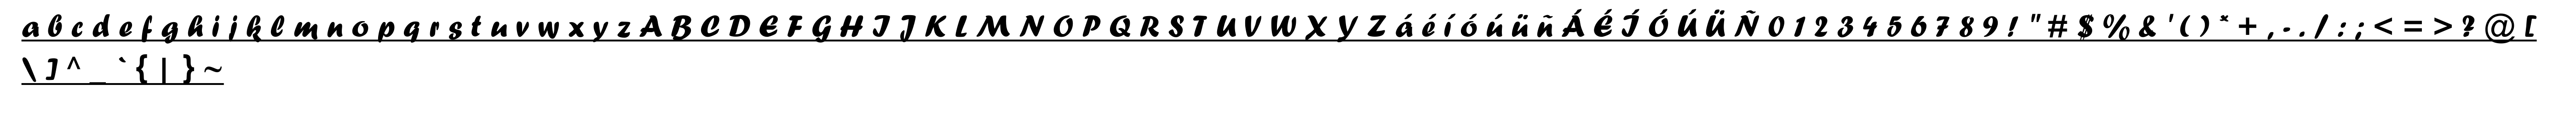 a b c d e f g h i j k l m n o p q r s t u v w x y z A B C D E F G H I J K L M N O P Q R S T U V W X Y Z á é í ó ú ü ñ Á É Í Ó Ú Ü Ñ 0 1 2 3 4 5 6 7 8 9 ! " # $ % & ' ( ) * + , - . / : ; < = > ? @ [
\ ] ^ _ ` { | } ~